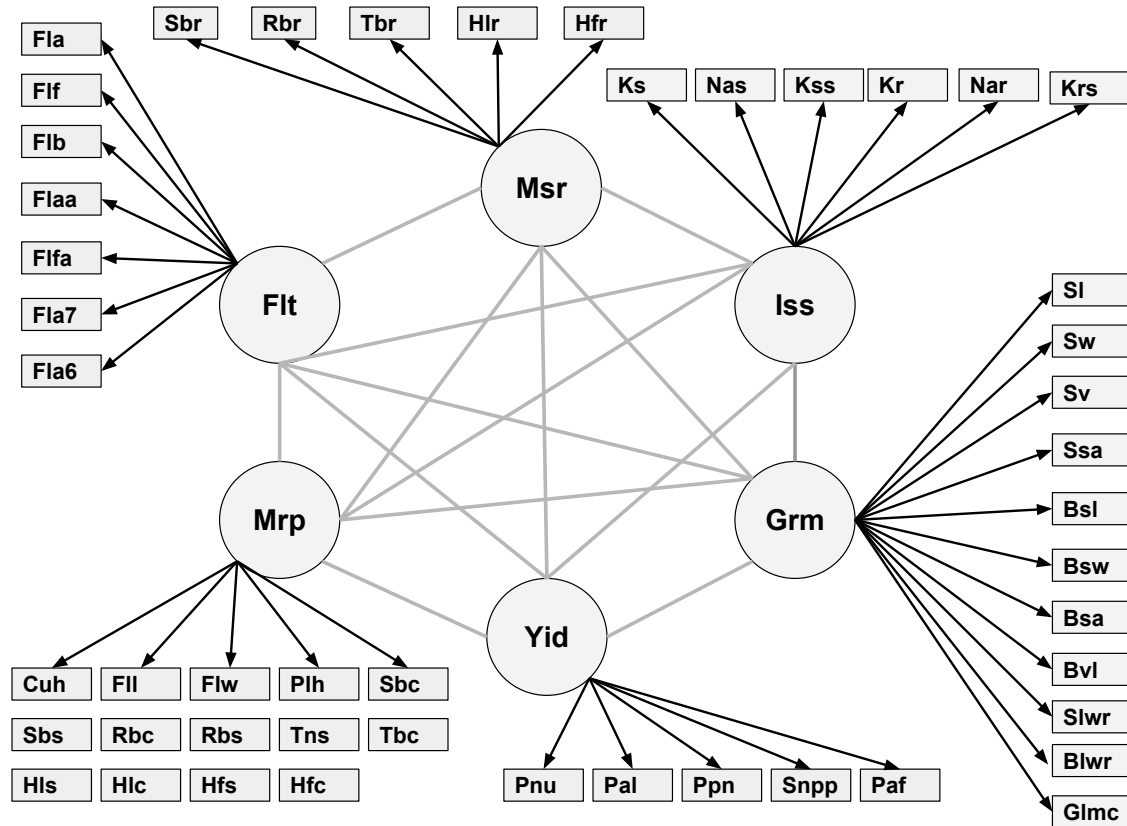 Sbr Rbr Tbr Hlr Hfr
Fla
Flf
Flb
Flaa
Flfa
Fla7
Fla6
Ks Nas Kss Kr Nar Krs
Msr
Flt
Iss
Mrp
Grm
Yid
Sl
Sw
Sv
Ssa
Bsl
Bsw
Bsa
Bvl
Slwr
Blwr
Glmc
Cuh Fll Flw Plh Sbc
Sbs Rbc Rbs Tns Tbc
Hls Hlc Hfs Hfc
Pnu Pal Ppn Snpp Paf